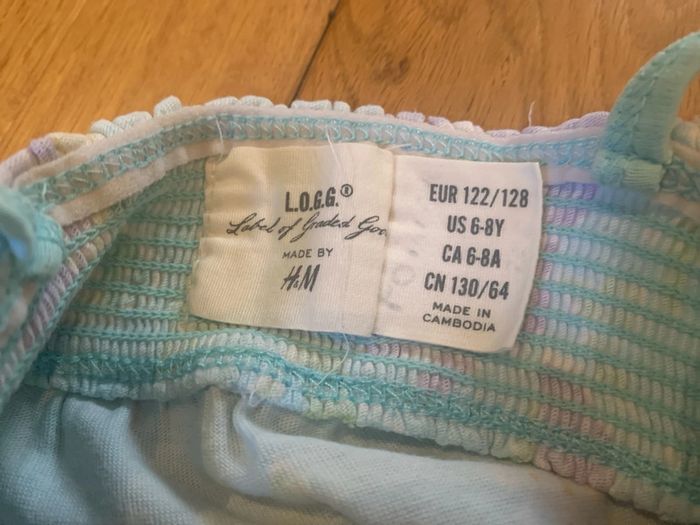 L.O.G.G.®
Label of Graded Goo
MADE BY
H&M
EUR 122/128
US 6-8Y
CA 6-8A
CN 130/64
MADE IN
CAMBODIA